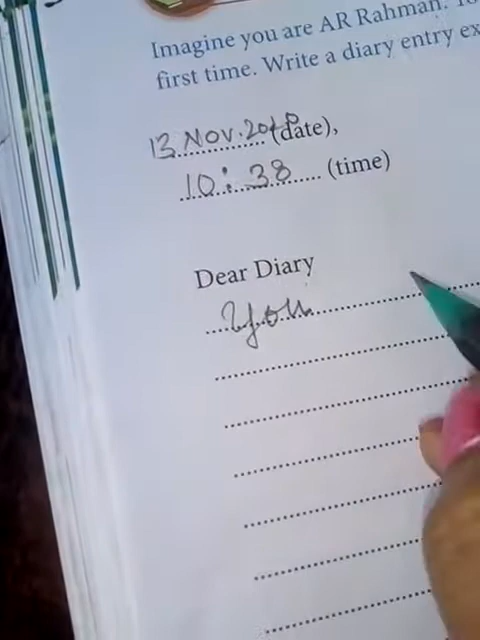 Imagine you are AR Rahman.
first time. Write a diary entry
13 Nov. (date),
10:38 (time)
Dear Diary
You